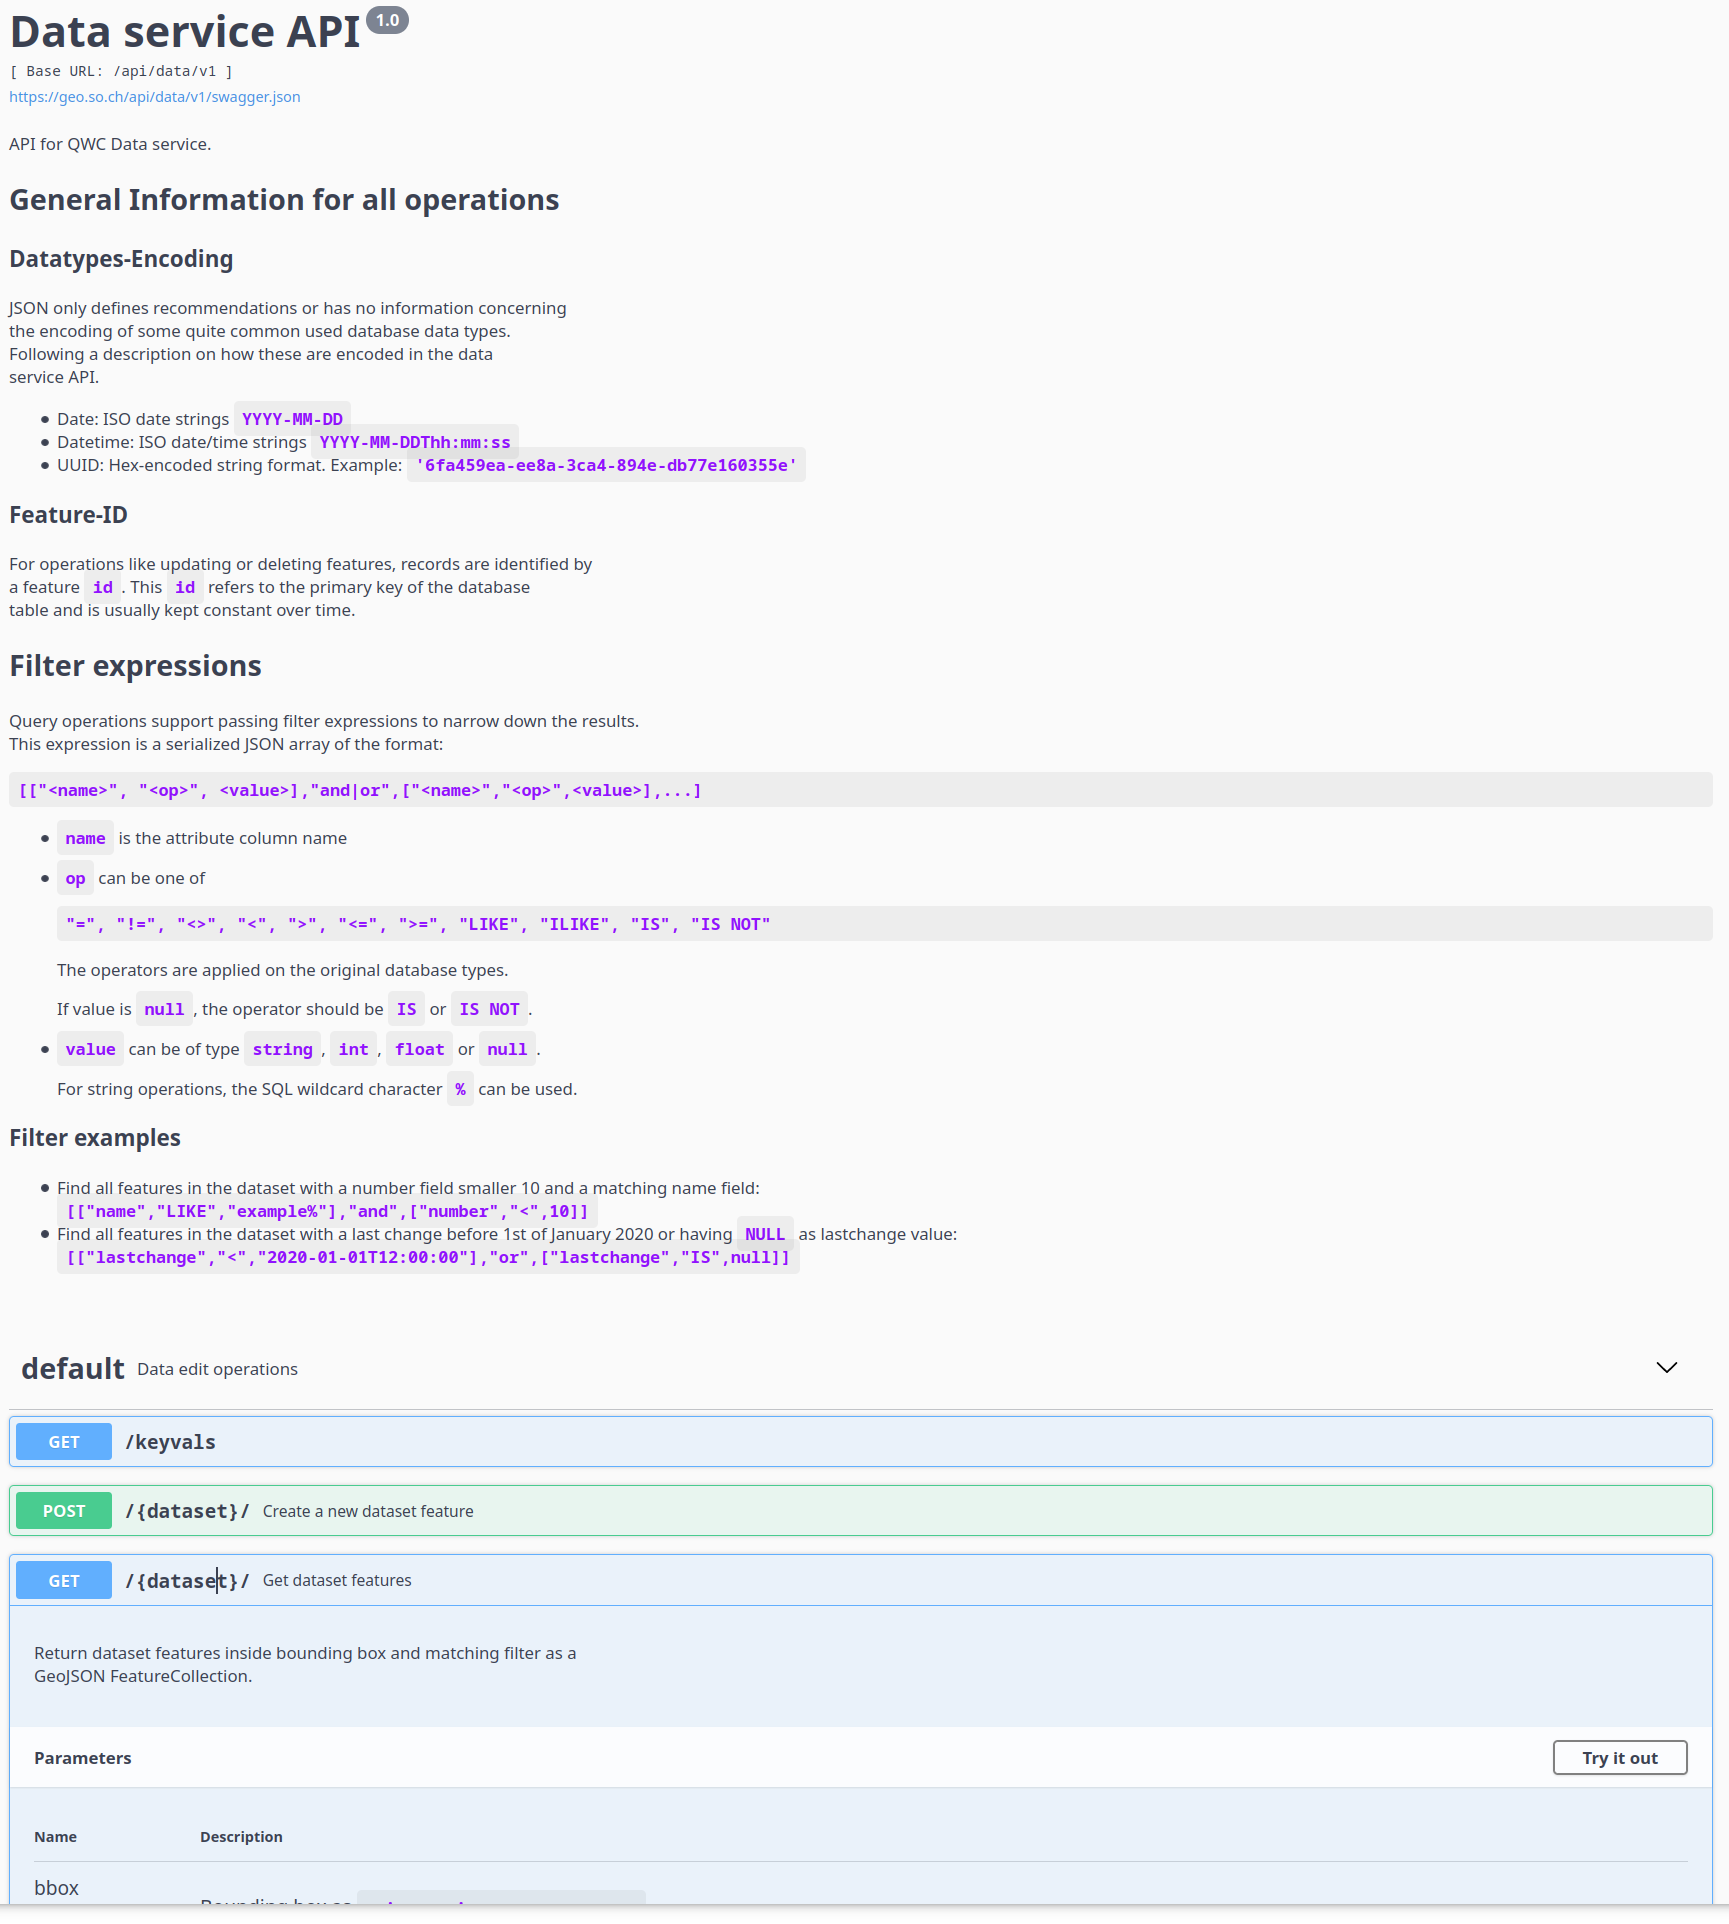 Data service API 1.0
[ Base URL: /api/data/v1 ]
https://geo.so.ch/api/data/v1/swagger.json
API for QWC Data service.
General Information for all operations
Datatypes-Encoding
JSON only defines recommendations or has no information concerning
the encoding of some quite common used database data types.
Following a description on how these are encoded in the data
service API.
Date: ISO date strings YYYY-MM-DD
Datetime: ISO date/time strings YYYY-MM-DDThh:mm:ss
UUID: Hex-encoded string format. Example: '6fa459ea-ee8a-3ca4-894e-db77e160355e'
Feature-ID
For operations like updating or deleting features, records are identified by
a feature id. This id refers to the primary key of the database
table and is usually kept constant over time.
Filter expressions
Query operations support passing filter expressions to narrow down the results.
This expression is a serialized JSON array of the format:
[["<name>", "<op>", <value>],"and|or",["<name>","<op>",<value>],...]
name is the attribute column name
op can be one of
"=", "!=", "<>", "<", ">", "<=", ">=", "LIKE", "ILIKE", "IS", "IS NOT"
The operators are applied on the original database types.
If value is null, the operator should be IS or IS NOT.
value can be of type string, int, float or null.
For string operations, the SQL wildcard character % can be used.
Filter examples
Find all features in the dataset with a number field smaller 10 and a matching name field:
[["name","LIKE","example%"],"and",["number","<",10]]
Find all features in the dataset with a last change before 1st of January 2020 or having NULL as lastchange value:
[["lastchange","<","2020-01-01T12:00:00"],"or",["lastchange","IS",null]]
default Data edit operations
GET /keyvals
POST /{dataset}/ Create a new dataset feature
GET /{dataset}/ Get dataset features
Return dataset features inside bounding box and matching filter as a
GeoJSON FeatureCollection.
Parameters Try it out
Name Description
bbox